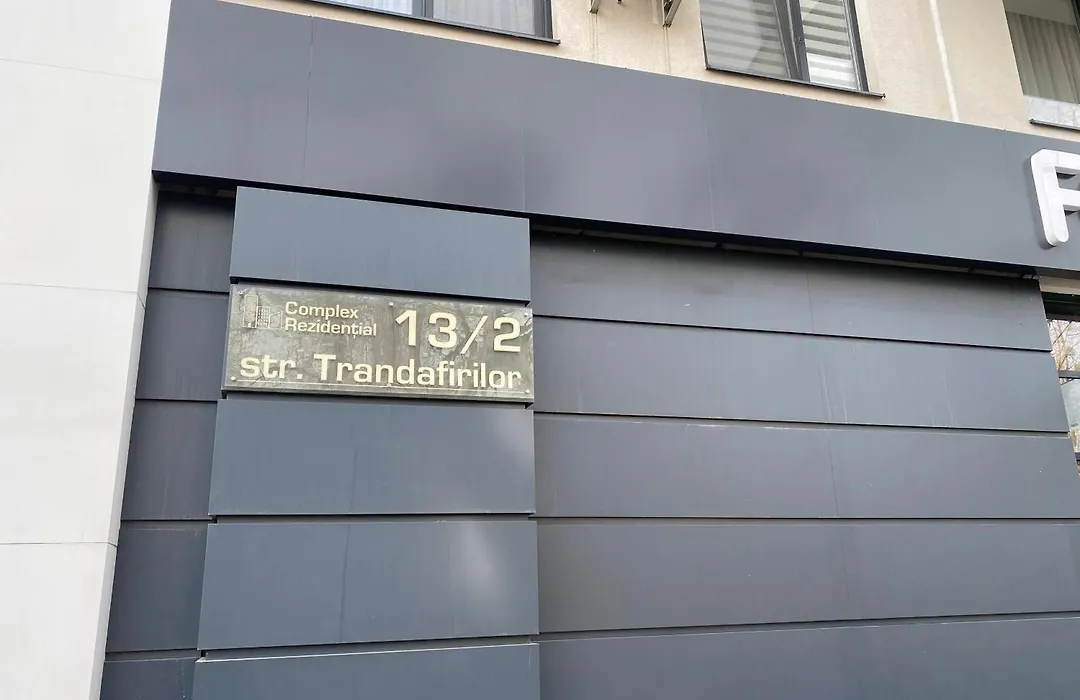 Complex
Rezidențial 13/2
str. Trandafirilor
F